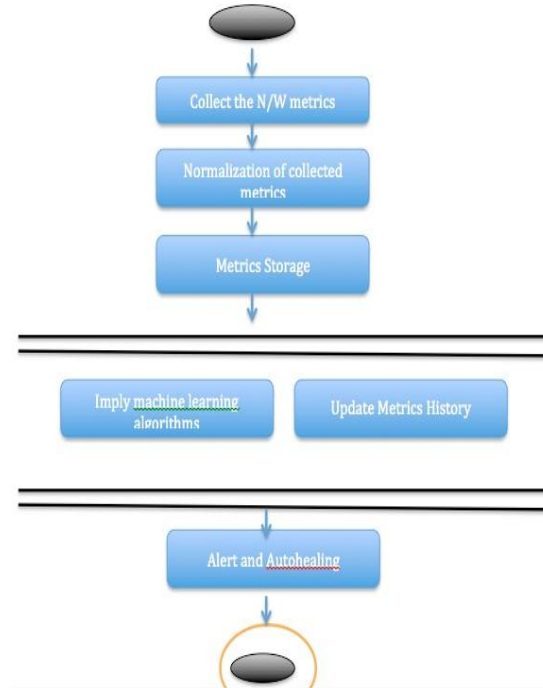 Collect the N/W metrics
Normalization of collected
metrics
Metrics Storage
Imply machine learning
algorithms
Update Metrics History
Alert and Autohealing